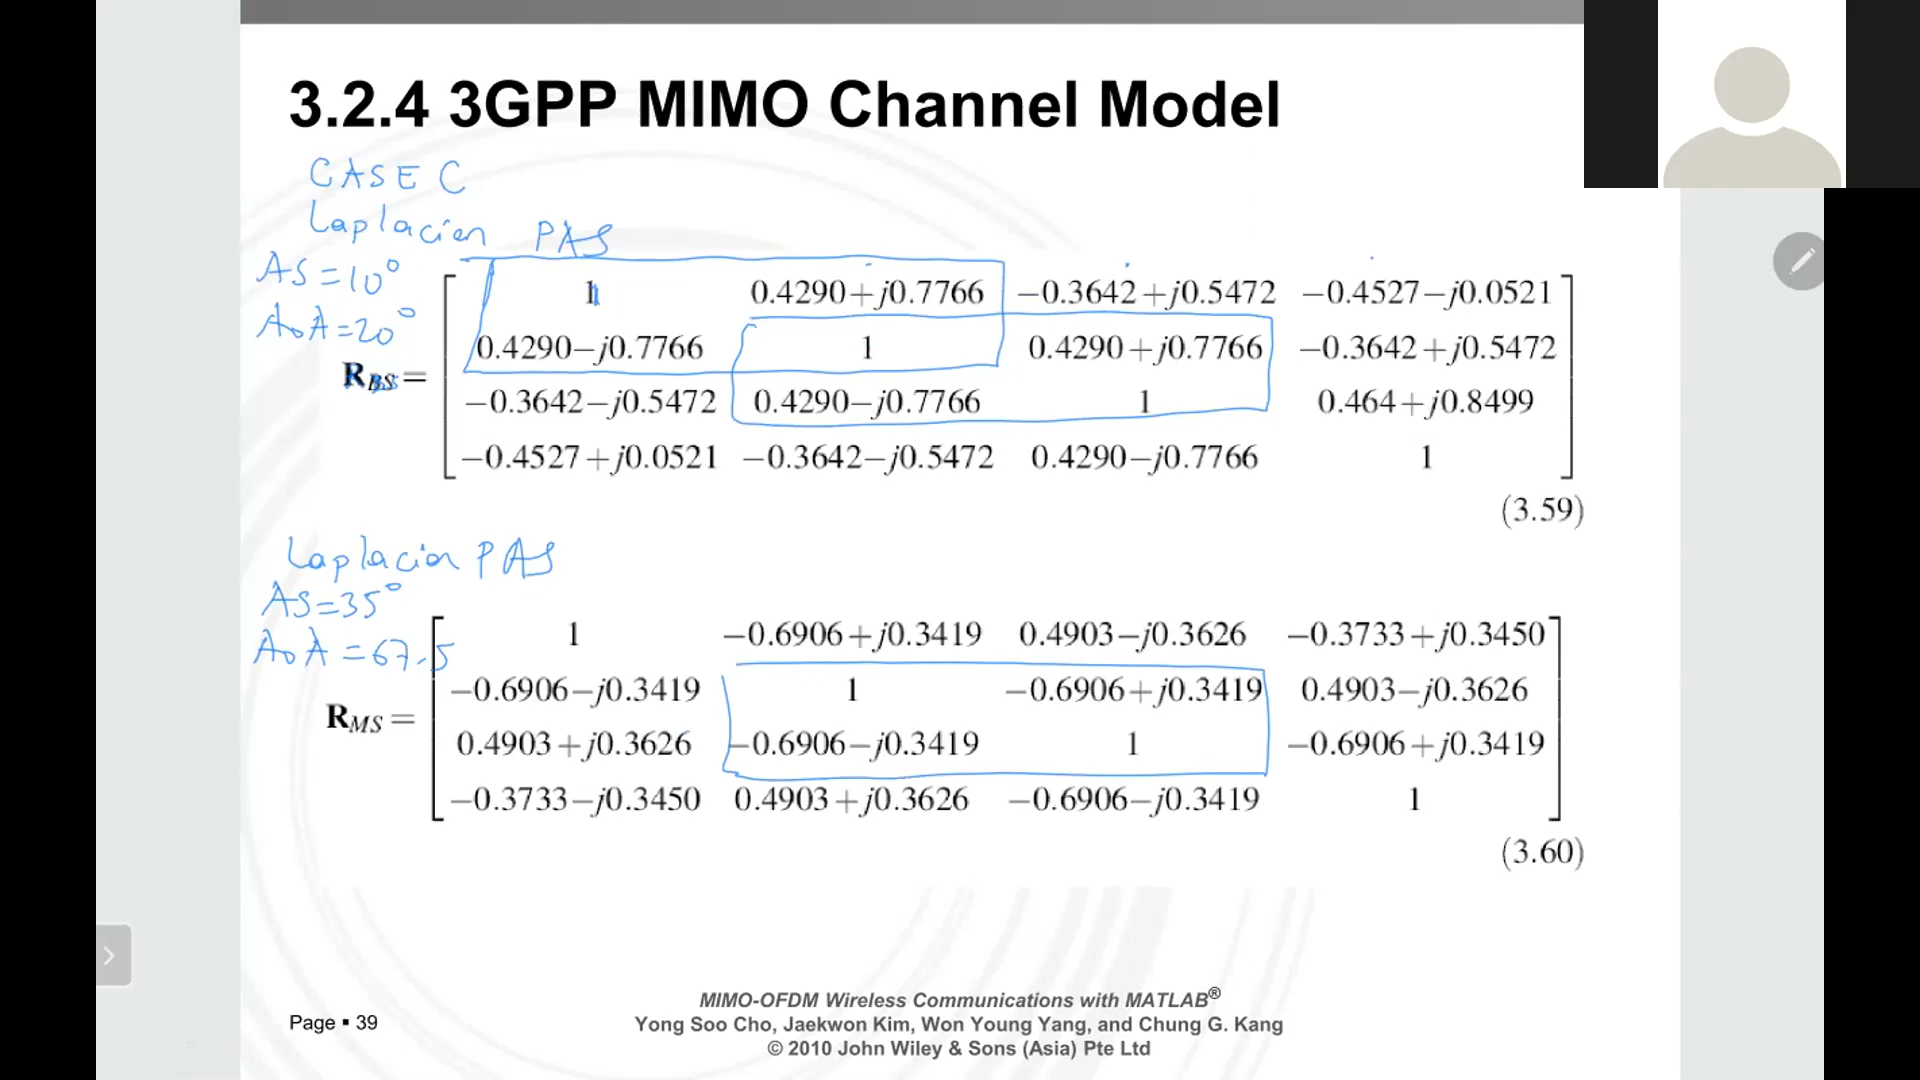 3.2.4 3GPP MIMO Channel Model
CASE C
Laplacian PAS
AS=10°
AoA=20°
1 0.4290+j0.7766 −0.3642+j0.5472 −0.4527−j0.0521
0.4290−j0.7766 1 0.4290+j0.7766 −0.3642+j0.5472
R_BS =
−0.3642−j0.5472 0.4290−j0.7766 1 0.464+j0.8499
−0.4527+j0.0521 −0.3642−j0.5472 0.4290−j0.7766 1
(3.59)
Laplacian PAS
AS=35°
AoA=67.5
1 −0.6906+j0.3419 0.4903−j0.3626 −0.3733+j0.3450
−0.6906−j0.3419 1 −0.6906+j0.3419 0.4903−j0.3626
R_MS =
0.4903+j0.3626 −0.6906−j0.3419 1 −0.6906+j0.3419
−0.3733−j0.3450 0.4903+j0.3626 −0.6906−j0.3419 1
(3.60)
MIMO-OFDM Wireless Communications with MATLAB®
Page ▪ 39
Yong Soo Cho, Jaekwon Kim, Won Young Yang, and Chung G. Kang
© 2010 John Wiley & Sons (Asia) Pte Ltd